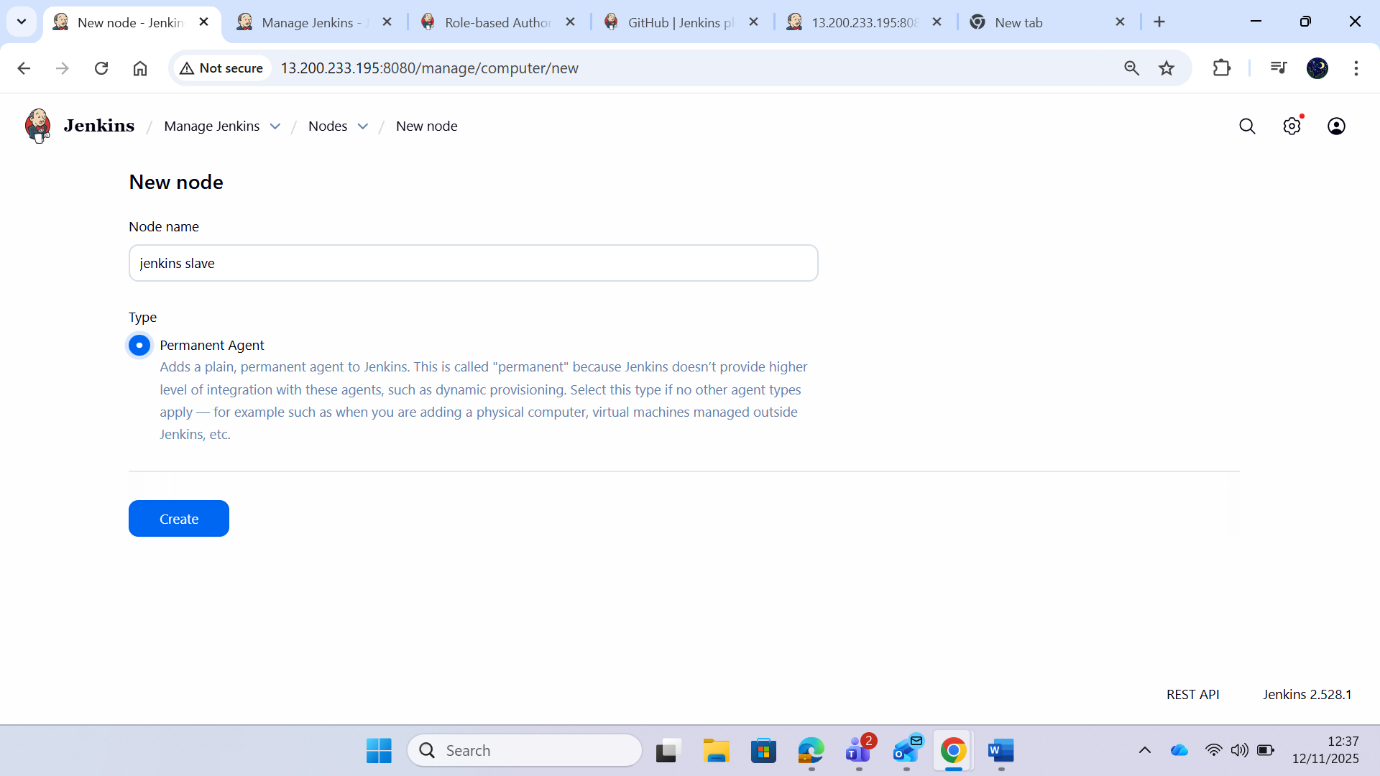 New node - Jenkin
Manage Jenkins - J
Role-based Author
GitHub | Jenkins pl
13.200.233.195:808
New tab
Not secure
13.200.233.195:8080/manage/computer/new
Jenkins / Manage Jenkins / Nodes / New node
New node
Node name
jenkins slave
Type
Permanent Agent
Adds a plain, permanent agent to Jenkins. This is called "permanent" because Jenkins doesn’t provide higher
level of integration with these agents, such as dynamic provisioning. Select this type if no other agent types
apply — for example such as when you are adding a physical computer, virtual machines managed outside
Jenkins, etc.
Create
REST API
Jenkins 2.528.1
Search
2
12:37
12/11/2025